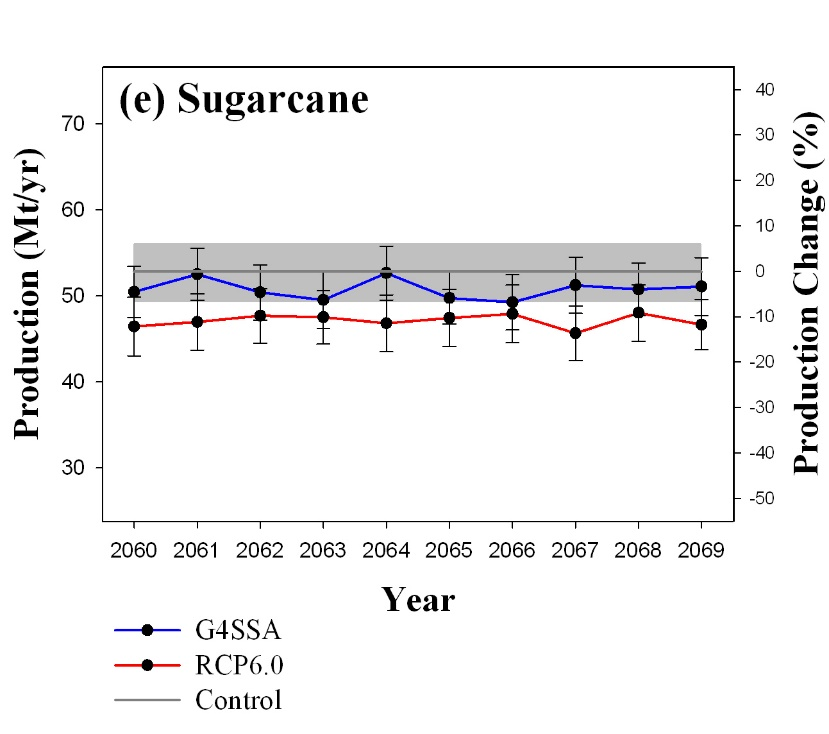 (e) Sugarcane
Production (Mt/yr)
70
60
50
40
30
40
30
20
10
0
-10
-20
-30
-40
-50
Production Change (%)
2060 2061 2062 2063 2064 2065 2066 2067 2068 2069
Year
G4SSA
RCP6.0
Control